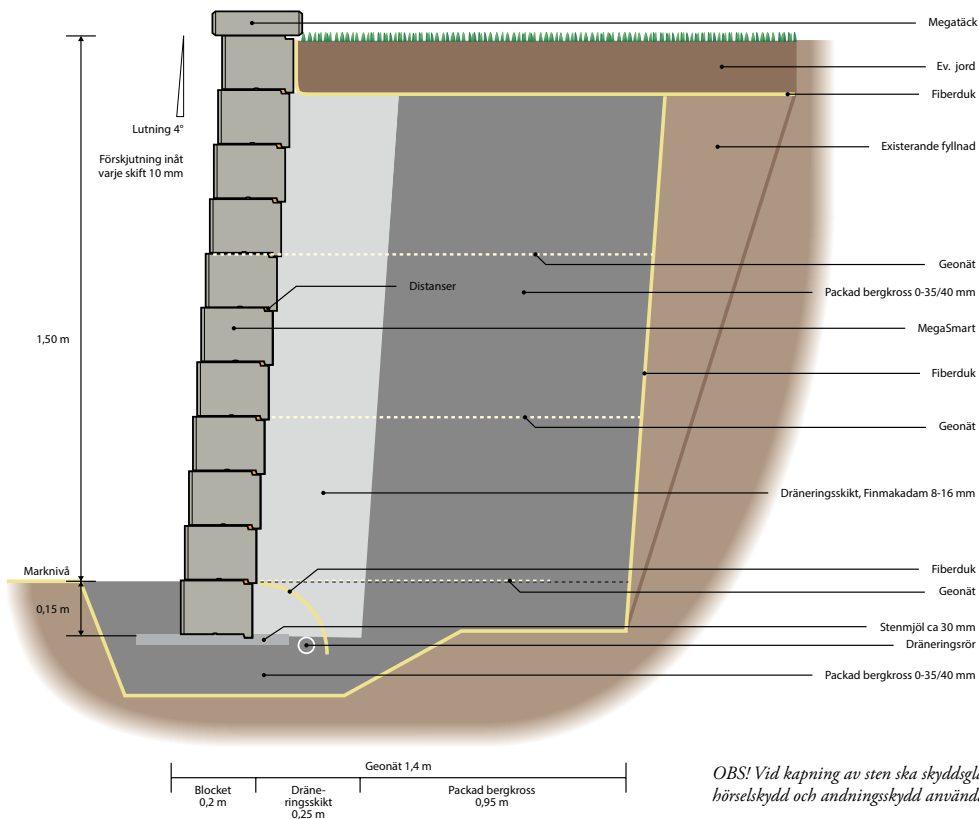 Megatäck
Ev. jord
Fiberduk
Lutning 4°
Förskjutning inåt
varje skift 10 mm
Existerande fyllnad
Geonät
Distanser
Packad bergkross 0-35/40 mm
1,50 m
MegaSmart
Fiberduk
Geonät
Dräneringsskikt, Finmakadam 8-16 mm
Marknivå
Fiberduk
Geonät
0,15 m
Stenmjöl ca 30 mm
Dräneringsrör
Packad bergkross 0-35/40 mm
Geonät 1,4 m
Blocket
0,2 m
Dräne-
ringsskikt
0,25 m
Packad bergkross
0,95 m
OBS! Vid kapning av sten ska
hörselskydd och andningsskydd